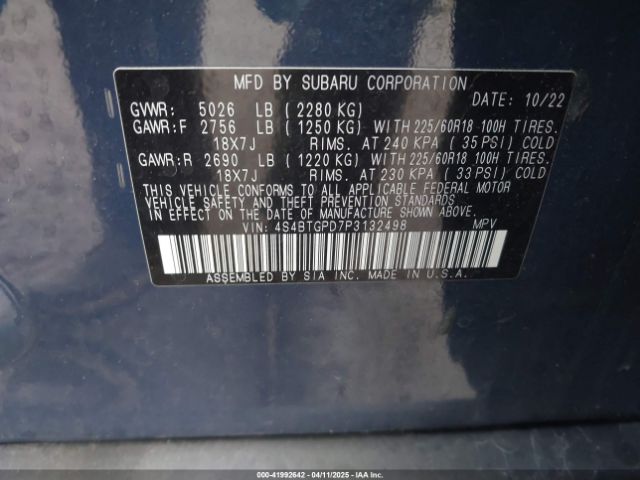 MFD BY SUBARU CORPORATION
DATE: 10/22
GVWR: 5026 LB ( 2280 KG)
GAWR:F 2756 LB ( 1250 KG) WITH 225/60R18 100H TIRES.
18X7J RIMS. AT 240 KPA ( 35 PSI) COLD
GAWR:R 2690 LB ( 1220 KG) WITH 225/60R18 100H TIRES.
18X7J RIMS. AT 230 KPA ( 33 PSI) COLD
THIS VEHICLE CONFORMS TO ALL APPLICABLE FEDERAL MOTOR
VEHICLE SAFETY AND THEFT PREVENTION STANDARDS
IN EFFECT ON THE DATE OF MANUFACTURE SHOWN ABOVE.
VIN: 4S4BTGPD7P3132498 MPV
ASSEMBLED BY SIA INC. MADE IN U.S.A.
000-41992642 - 04/11/2025 - IAAI.COM